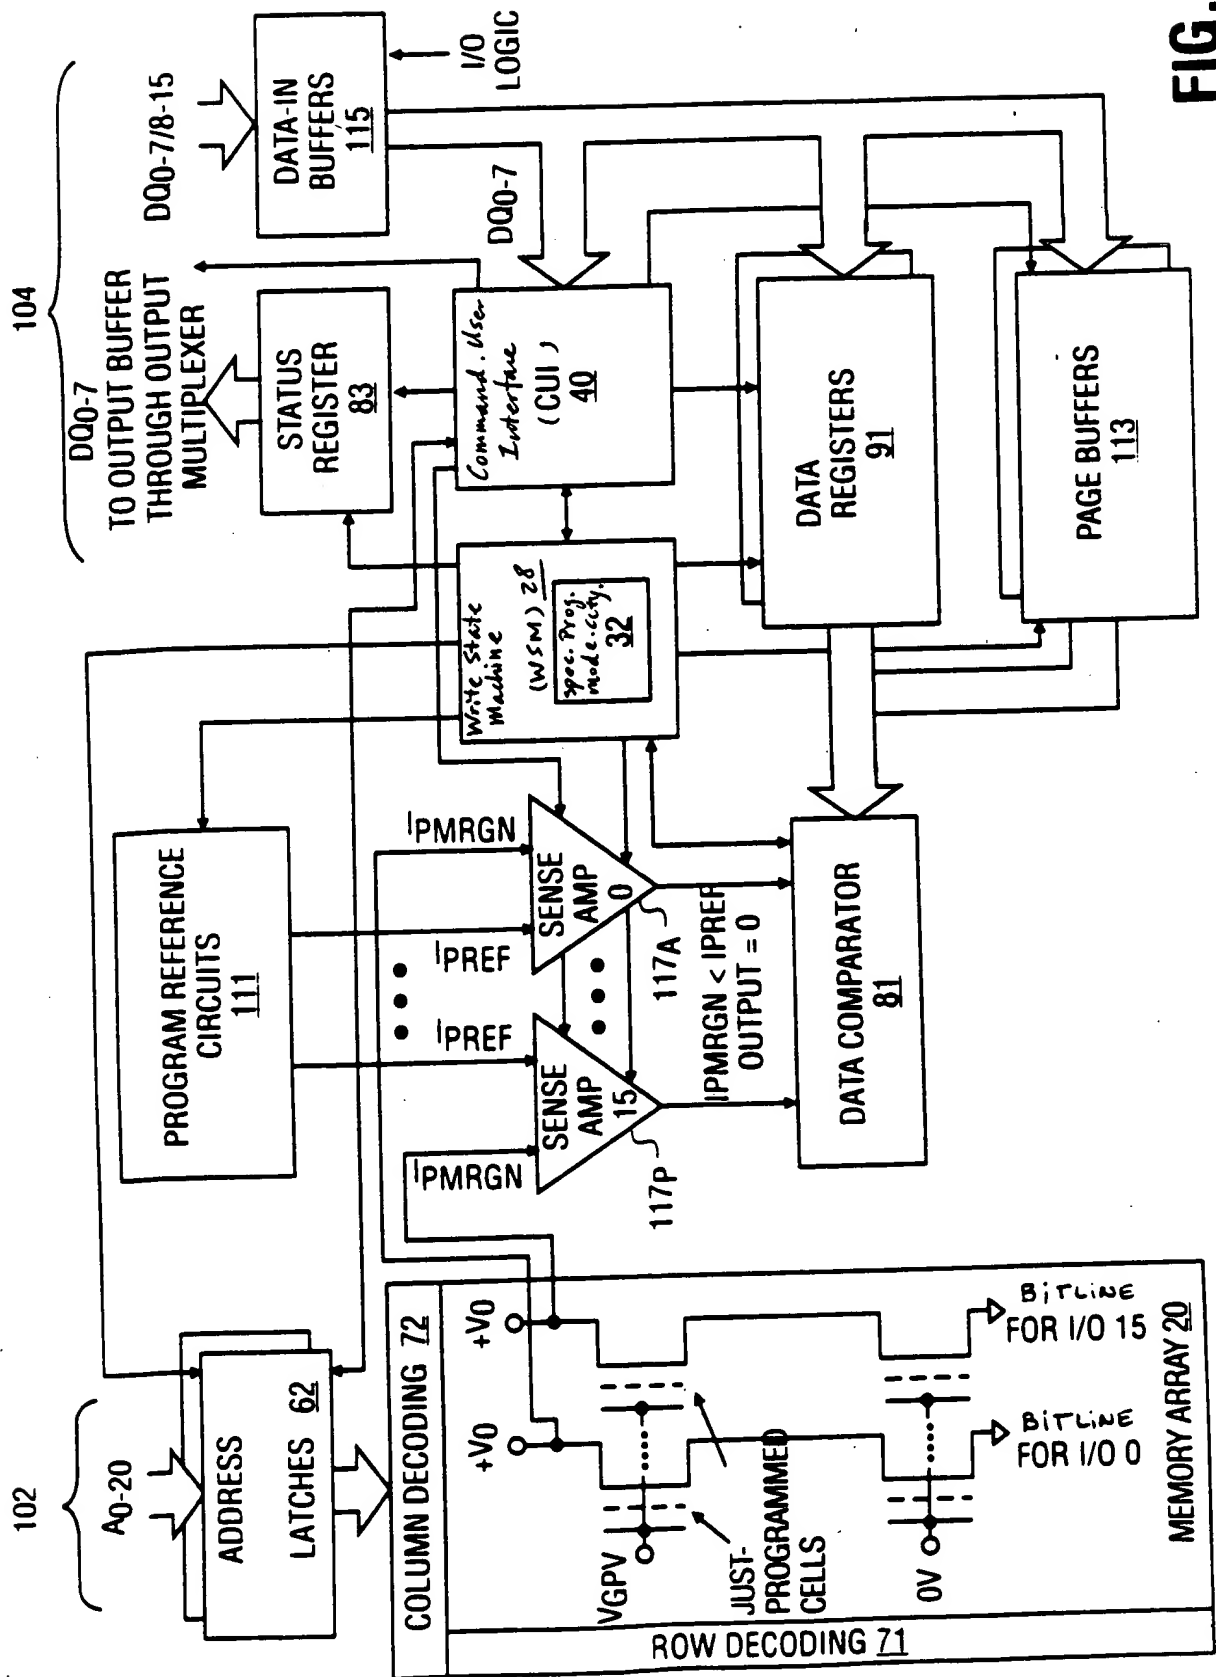 FIG.
104
DQ0-7/8-15
DATA-IN
BUFFERS
115
I/O
LOGIC
DQ0-7
DQ0-7
TO OUTPUT BUFFER
THROUGH OUTPUT
MULTIPLEXER
STATUS
REGISTER
83
Command. User
Interface
(CUI)
40
DATA
REGISTERS
91
PAGE BUFFERS
113
Write State
Machine
(WSM) 28
spec. Prog.
mode. ccty.
32
PROGRAM REFERENCE
CIRCUITS
111
IPMRGN
IPREF
IPREF
IPMRGN
SENSE
AMP
0
117A
SENSE
AMP
15
117P
IPMRGN < IPREF
OUTPUT = 0
DATA COMPARATOR
81
102
A0-20
ADDRESS
LATCHES 62
COLUMN DECODING 72
+V0
+V0
VGPV
JUST-
PROGRAMMED
CELLS
0V
BITLINE
FOR I/O 15
BITLINE
FOR I/O 0
MEMORY ARRAY 20
ROW DECODING 71